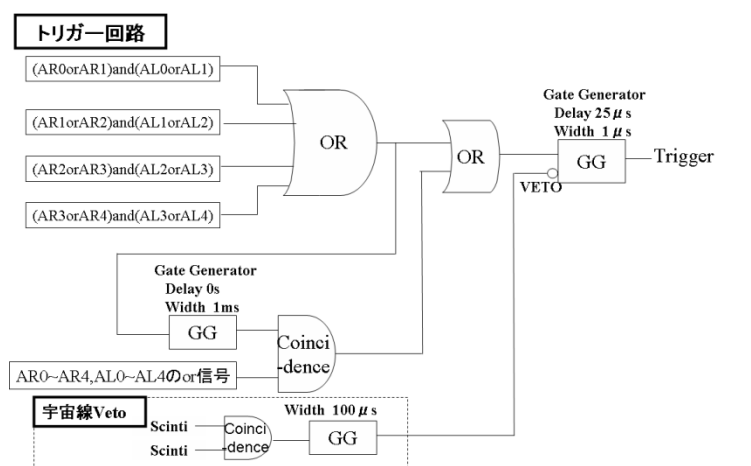 トリガー回路
(AR0orAR1)and(AL0orAL1)
(AR1orAR2)and(AL1orAL2)
(AR2orAR3)and(AL2orAL3)
(AR3orAR4)and(AL3orAL4)
OR
OR
Gate Generator
Delay 25μs
Width 1μs
GG
Trigger
VETO
Gate Generator
Delay 0s
Width 1ms
GG
Coinci
-dence
AR0~AR4,AL0~AL4のor信号
宇宙線Veto
Scinti
Scinti
Coinci
-dence
Width 100μs
GG